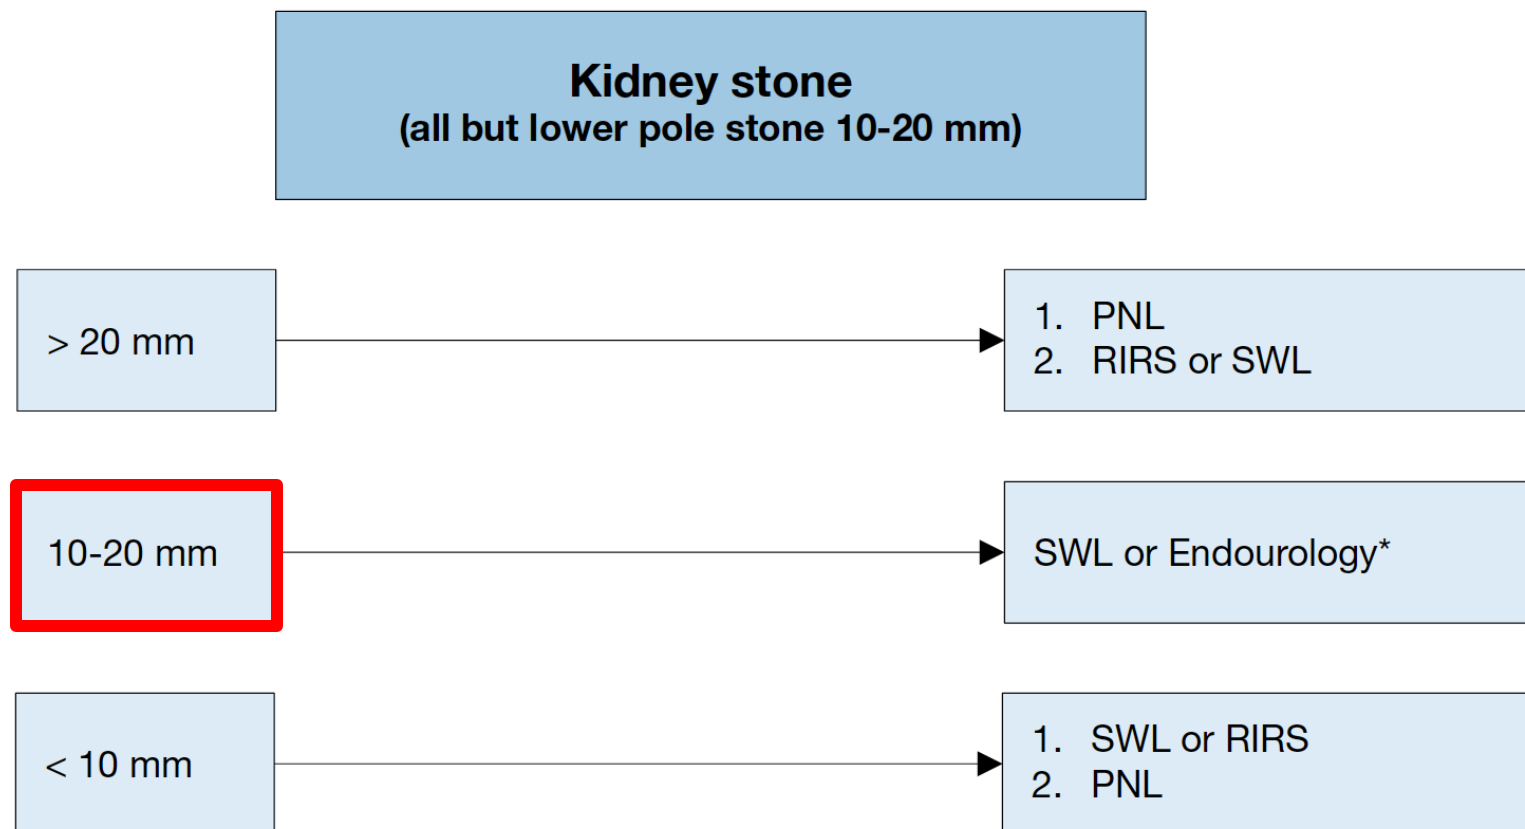 Kidney stone
(all but lower pole stone 10-20 mm)
> 20 mm
1. PNL
2. RIRS or SWL
10-20 mm
SWL or Endourology*
< 10 mm
1. SWL or RIRS
2. PNL